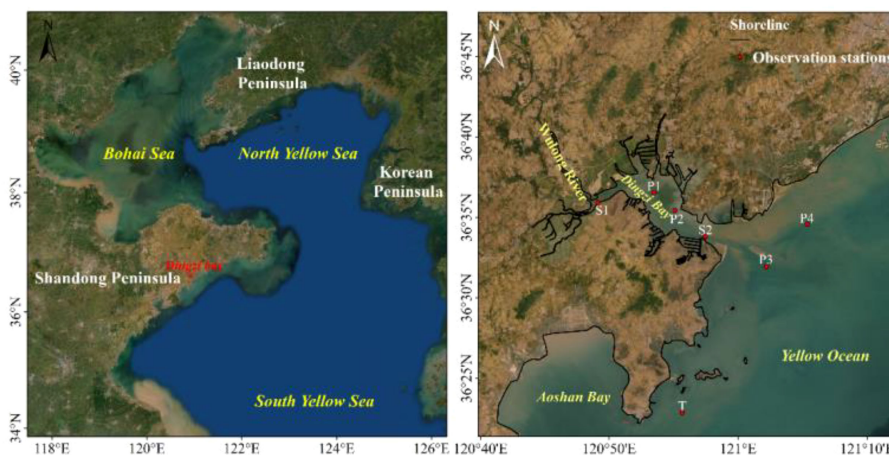 N
Liaodong
Peninsula
Bohai Sea
North Yellow Sea
Korean
Peninsula
Shandong Peninsula
Dingzi bay
South Yellow Sea
40°N
38°N
36°N
34°N
118°E
120°E
122°E
124°E
126°E
N
Shoreline
Observation stations
Wulong River
Dingzi Bay
P1
S1
P2
S2
P4
P3
Yellow Ocean
Aoshan Bay
T
36°45'N
36°40'N
36°35'N
36°30'N
36°25'N
120°40'E
120°50'E
121°E
121°10'E